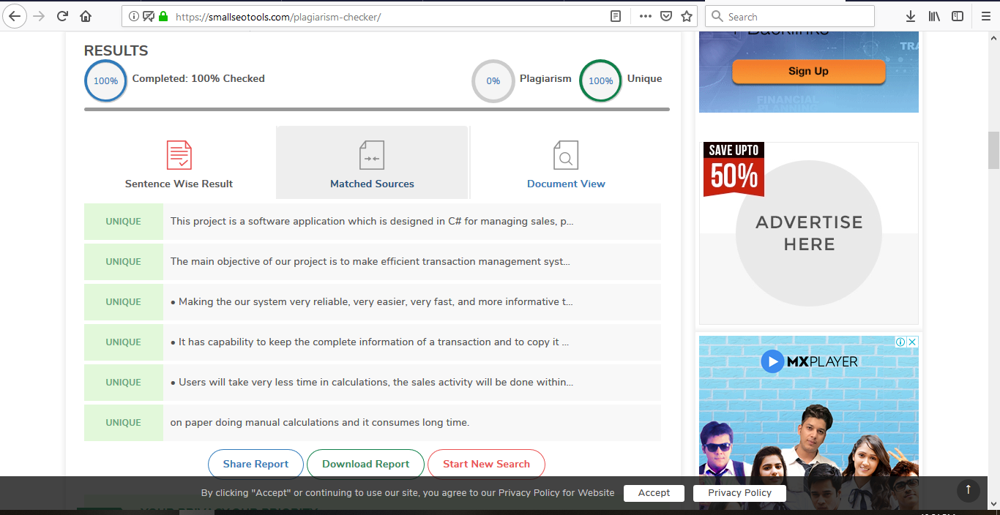 https://smallseotools.com/plagiarism-checker/
Search
RESULTS
100%
Completed: 100% Checked
0%
Plagiarism
100%
Unique
Sentence Wise Result
Matched Sources
Document View
UNIQUE
This project is a software application which is designed in C# for managing sales, p...
UNIQUE
The main objective of our project is to make efficient transaction management syst...
UNIQUE
● Making the our system very reliable, very easier, very fast, and more informative t...
UNIQUE
● It has capability to keep the complete information of a transaction and to copy it ...
UNIQUE
● Users will take very less time in calculations, the sales activity will be done within...
UNIQUE
on paper doing manual calculations and it consumes long time.
Share Report
Download Report
Start New Search
By clicking "Accept" or continuing to use our site, you agree to our Privacy Policy for Website
Accept
Privacy Policy
Backlinks
TRA
Sign Up
FINANCIAL
PLANNING
SAVE UPTO
50%
ADVERTISE
HERE
MXPLAYER